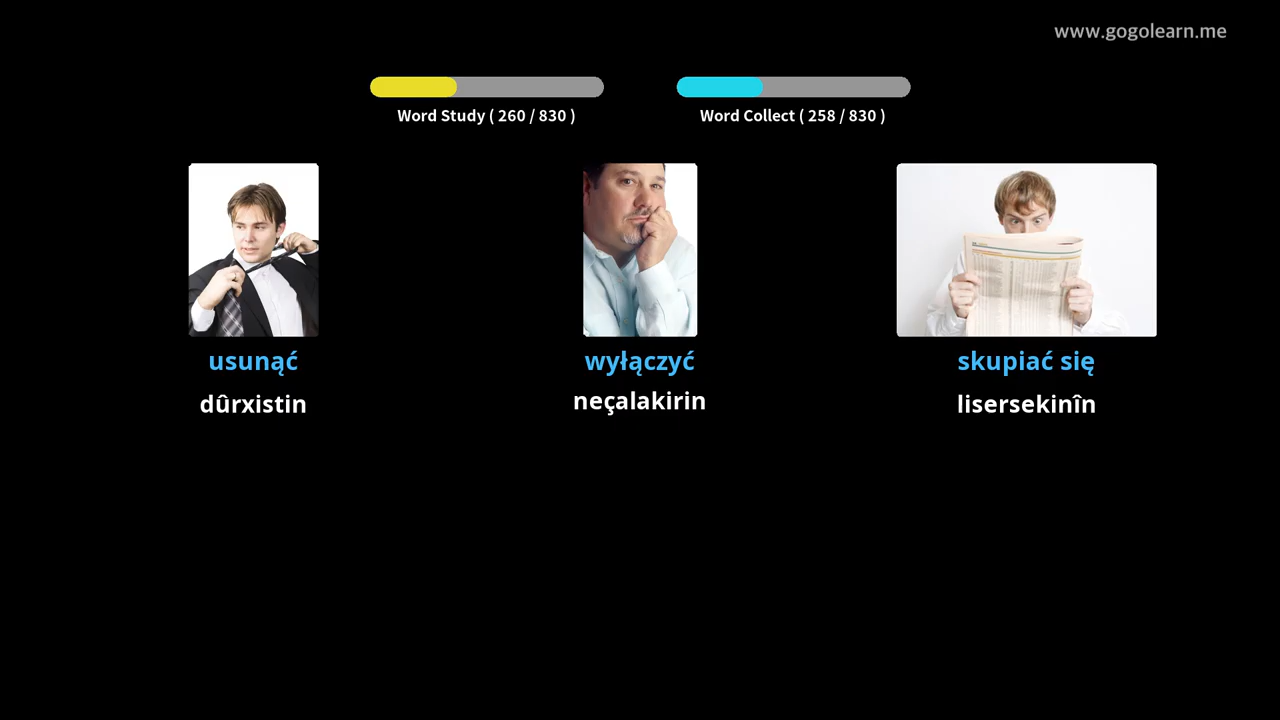 www.gogolearn.me
Word Study ( 260 / 830 )
Word Collect ( 258 / 830 )
usunąć
wyłączyć
skupiać się
dûrxistin
neçalakirin
lisersekinîn